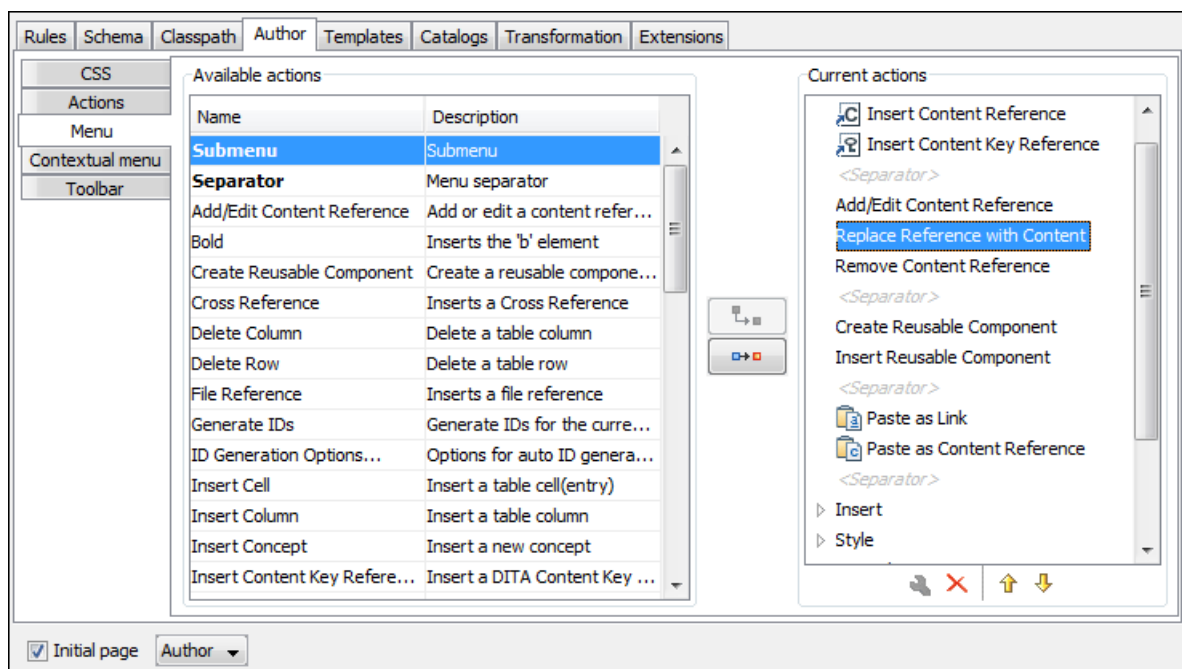 Rules Schema Classpath Author Templates Catalogs Transformation Extensions
CSS
Actions
Menu
Contextual menu
Toolbar
Available actions
Name Description
Submenu Submenu
Separator Menu separator
Add/Edit Content Reference Add or edit a content refer...
Bold Inserts the 'b' element
Create Reusable Component Create a reusable compone...
Cross Reference Inserts a Cross Reference
Delete Column Delete a table column
Delete Row Delete a table row
File Reference Inserts a file reference
Generate IDs Generate IDs for the curre...
ID Generation Options... Options for auto ID genera...
Insert Cell Insert a table cell(entry)
Insert Column Insert a table column
Insert Concept Insert a new concept
Insert Content Key Refere... Insert a DITA Content Key ...
Current actions
Insert Content Reference
Insert Content Key Reference
<Separator>
Add/Edit Content Reference
Replace Reference with Content
Remove Content Reference
<Separator>
Create Reusable Component
Insert Reusable Component
<Separator>
Paste as Link
Paste as Content Reference
<Separator>
Insert
Style
Initial page Author